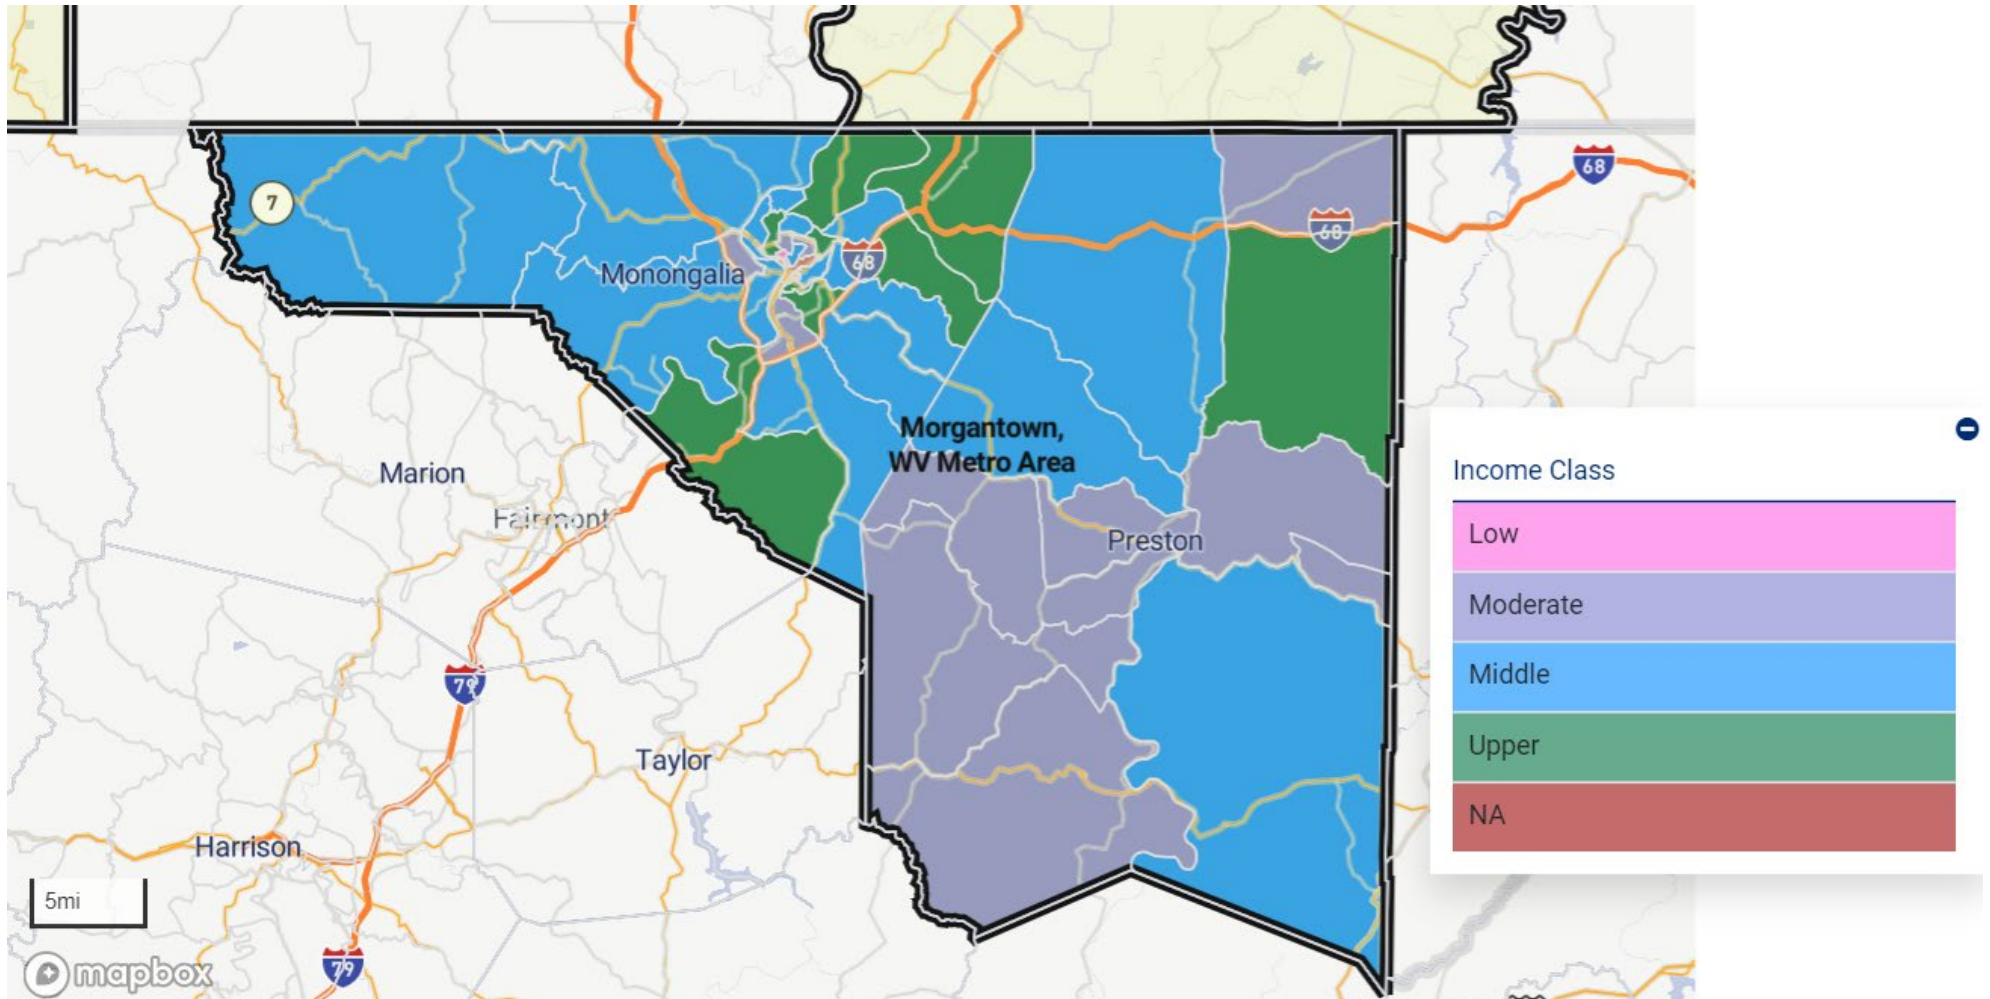 68
7
68
68
Monongalia
Morgantown,
WV Metro Area
Marion
Fairmont
Preston
79
Taylor
Harrison
5mi
79
mapbox
Income Class
Low
Moderate
Middle
Upper
NA